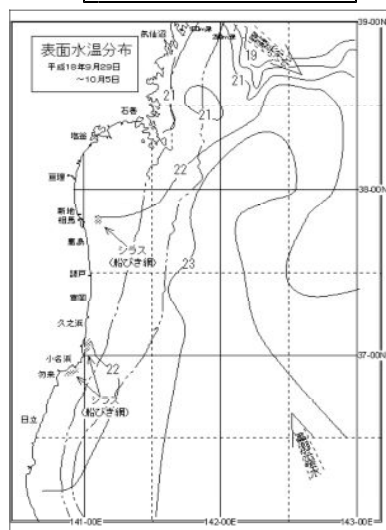 気仙沼
39-00N
表面水温分布
平成18年9月29日
～10月5日
19
21
21
21
石巻
塩釜
亘理
22
38-00N
新地
相馬
鹿島
シラス
(船びき網)
請戸
23
富岡
久之浜
37-00N
小名浜
22
勿来
シラス
(船びき網)
日立
141-00E
142-00E
143-00E